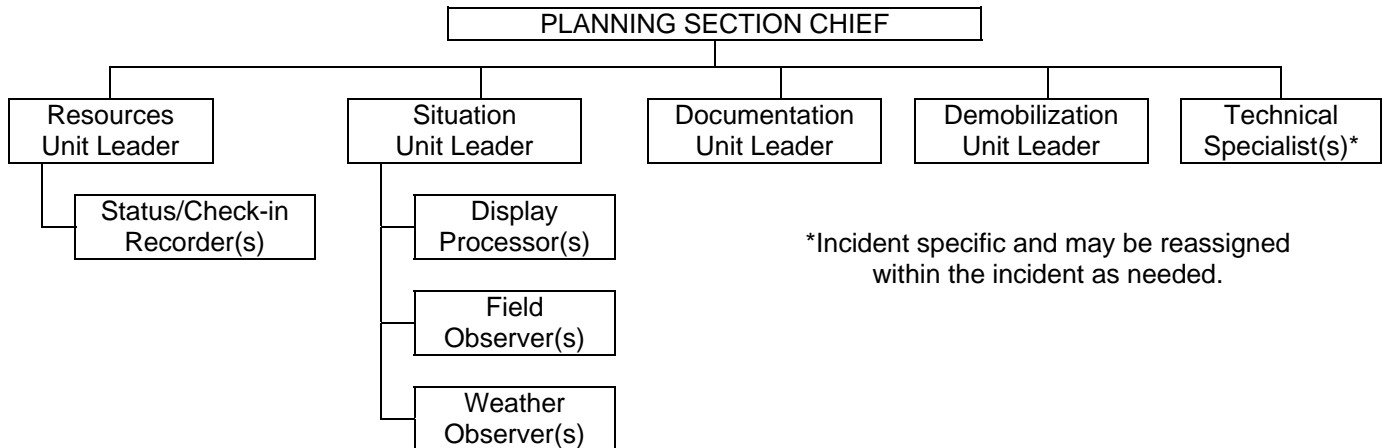 PLANNING SECTION CHIEF
Resources
Unit Leader
Situation
Unit Leader
Documentation
Unit Leader
Demobilization
Unit Leader
Technical
Specialist(s)*
Status/Check-in
Recorder(s)
Display
Processor(s)
Field
Observer(s)
Weather
Observer(s)
*Incident specific and may be reassigned
within the incident as needed.